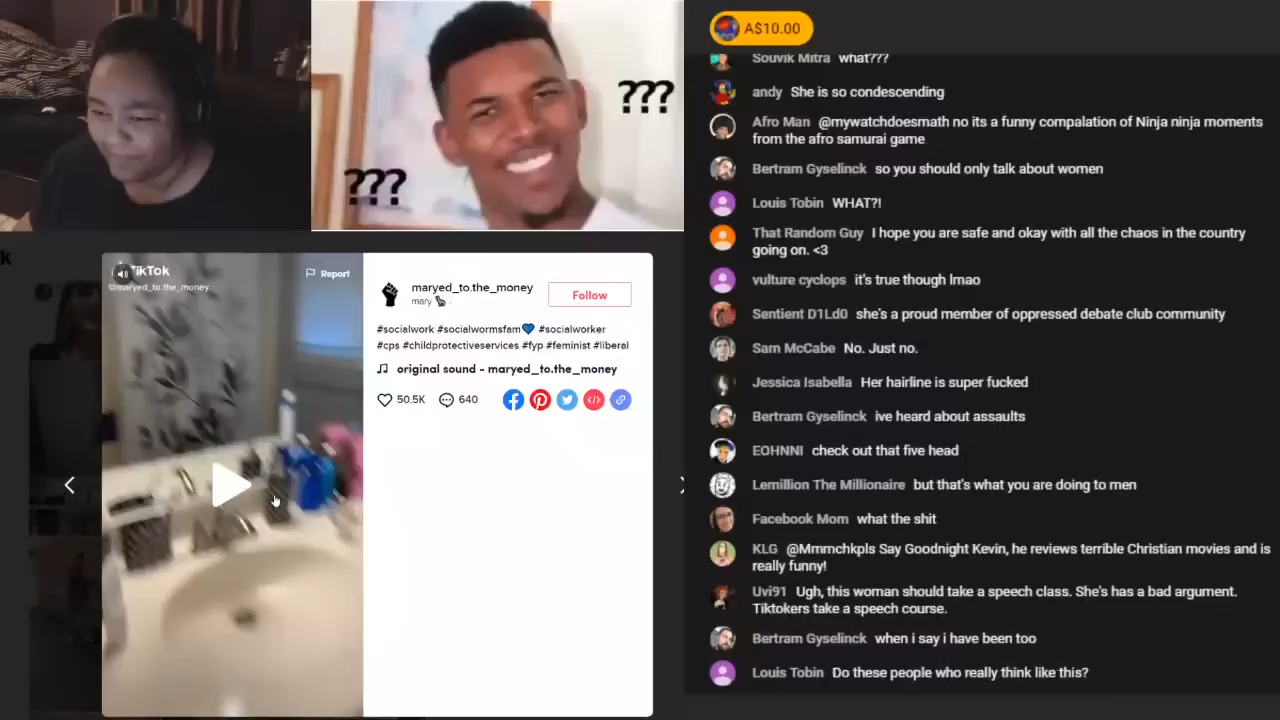 ???
???
k
TikTok
@maryed_to.the_money
Report
maryed_to.the_money
mary
Follow
#socialwork #socialwormsfam💙 #socialworker
#cps #childprotectiveservices #fyp #feminist #liberal
original sound - maryed_to.the_money
50.5K
640
A$10.00
Souvik Mitra what???
andy She is so condescending
Afro Man @mywatchdoesmath no its a funny compalation of Ninja ninja moments
from the afro samurai game
Bertram Gyselinck so you should only talk about women
Louis Tobin WHAT?!
That Random Guy I hope you are safe and okay with all the chaos in the country
going on. <3
vulture cyclops it's true though lmao
Sentient D1Ld0 she's a proud member of oppressed debate club community
Sam McCabe No. Just no.
Jessica Isabella Her hairline is super fucked
Bertram Gyselinck ive heard about assaults
EOHNNI check out that five head
Lemillion The Millionaire but that's what you are doing to men
Facebook Mom what the shit
KLG @Mmmchkpls Say Goodnight Kevin, he reviews terrible Christian movies and is
really funny!
Uvi91 Ugh, this woman should take a speech class. She's has a bad argument.
Tiktokers take a speech course.
Bertram Gyselinck when i say i have been too
Louis Tobin Do these people who really think like this?